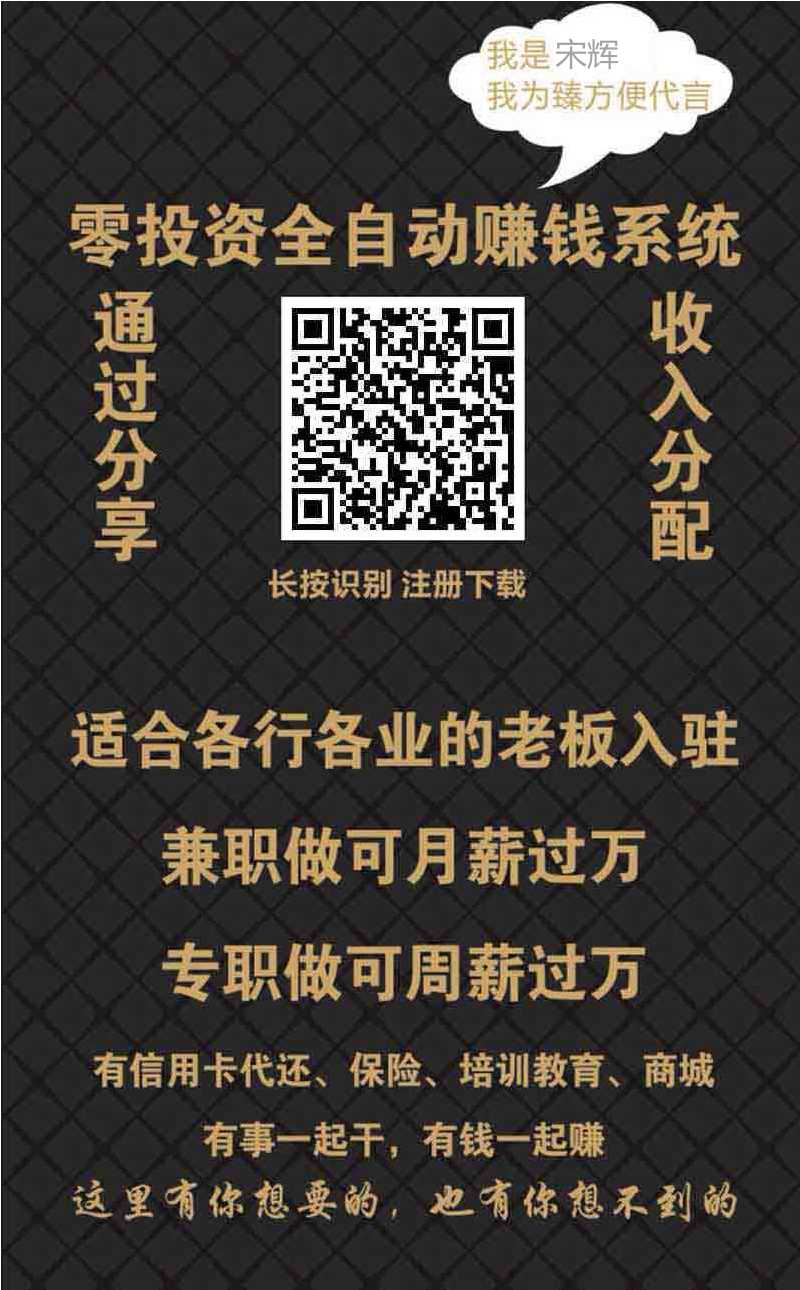 我是 宋辉
我为臻方便代言
零投资全自动赚钱系统
通过分享
收入分配
长按识别 注册下载
适合各行各业的老板入驻
兼职做可月薪过万
专职做可周薪过万
有信用卡代还、保险、培训教育、商城
有事一起干，有钱一起赚
这里有你想要的，也有你想不到的